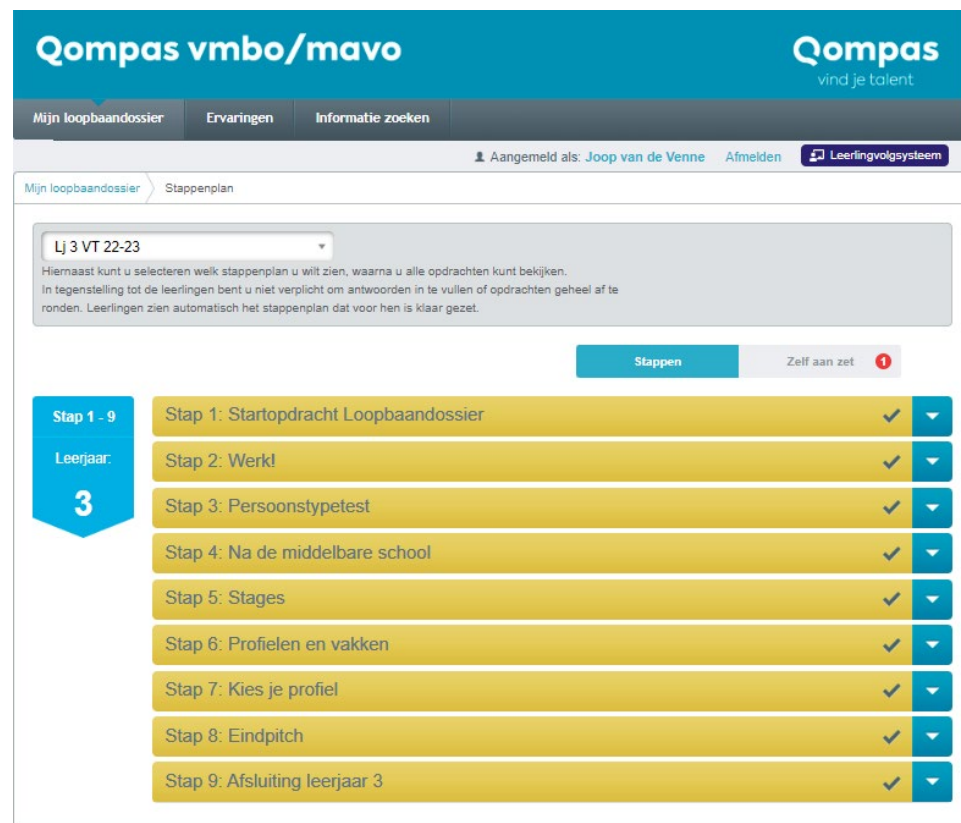 Qompas vmbo/mavo
Qompas
vind je talent
Mijn loopbaandossier Ervaringen Informatie zoeken
Aangemeld als: Joop van de Venne Afmelden Leerlingvolgsysteem
Mijn loopbaandossier Stappenplan
Lj 3 VT 22-23
Hiernaast kunt u selecteren welk stappenplan u wilt zien, waarna u alle opdrachten kunt bekijken.
In tegenstelling tot de leerlingen bent u niet verplicht om antwoorden in te vullen of opdrachten geheel af te
ronden. Leerlingen zien automatisch het stappenplan dat voor hen is klaar gezet.
Stappen Zelf aan zet 1
Stap 1 - 9
Leerjaar:
3
Stap 1: Startopdracht Loopbaandossier
Stap 2: Werk!
Stap 3: Persoonstypetest
Stap 4: Na de middelbare school
Stap 5: Stages
Stap 6: Profielen en vakken
Stap 7: Kies je profiel
Stap 8: Eindpitch
Stap 9: Afsluiting leerjaar 3